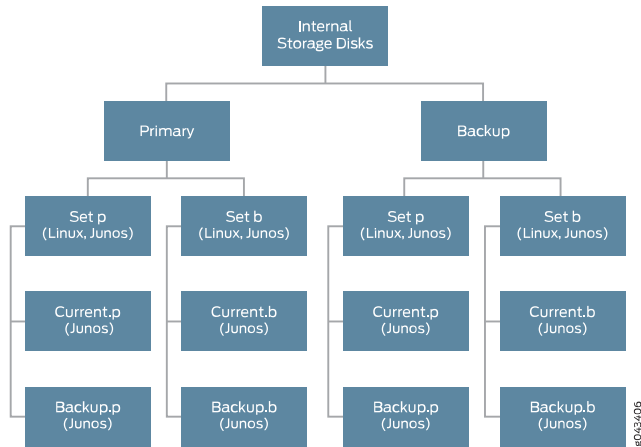 Internal
Storage Disks
Primary
Backup
Set p
(Linux, Junos)
Set b
(Linux, Junos)
Set p
(Linux, Junos)
Set b
(Linux, Junos)
Current.p
(Junos)
Current.b
(Junos)
Current.p
(Junos)
Current.b
(Junos)
Backup.p
(Junos)
Backup.b
(Junos)
Backup.p
(Junos)
Backup.b
(Junos)
g042406